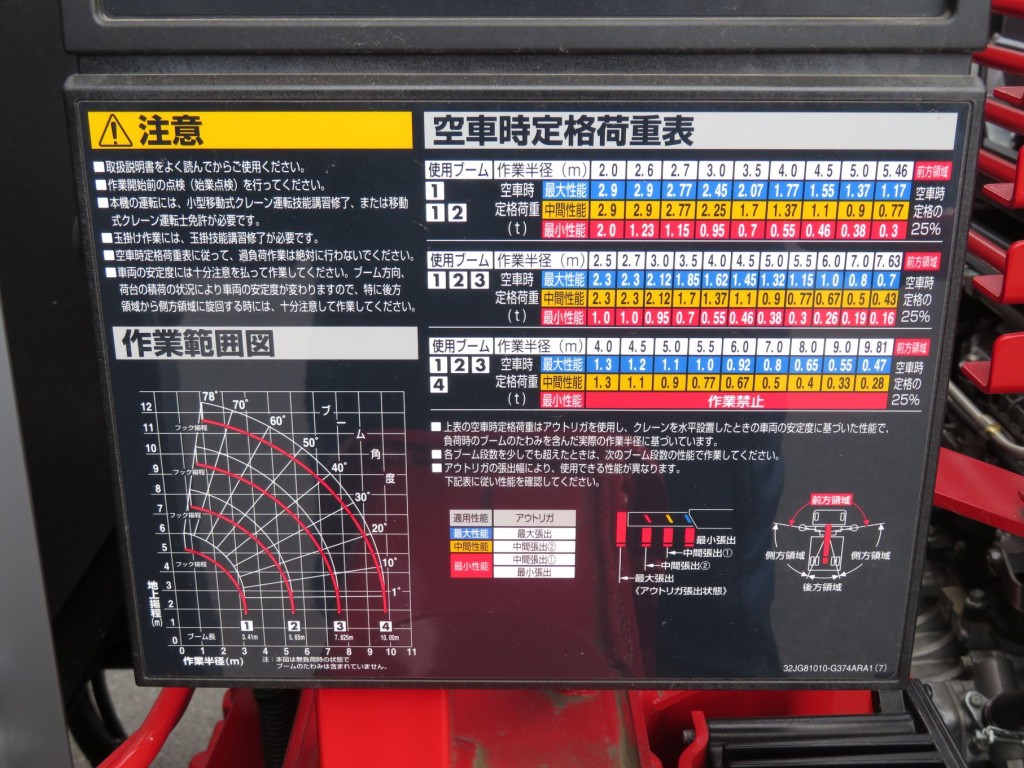 注意
■取扱説明書をよく読んでからご使用ください。
■作業開始前の点検（始業点検）を行ってください。
■本機の運転には、小型移動式クレーン運転技能講習修了、または移動
式クレーン運転士免許が必要です。
■玉掛け作業には、玉掛技能講習修了が必要です。
■空車時定格荷重表に従って、過負荷作業は絶対に行わないでください。
■車両の安定度には十分注意を払って作業してください。ブーム方向、
荷台の積荷の状況により車両の安定度が変わりますので、特に後方
領域から側方領域に旋回する時には、十分注意して作業してください。
作業範囲図
78° 70° 60° 50° 40° 30° 20° 10° 1°
ブーム角度
12
11
10
9
8
7
6
5
4
3
2
1
0
フック揚程
フック揚程
フック揚程
フック揚程
地上揚程(m)
1 2 3 4
ブーム長 3.41m 5.65m 7.825m 10.00m
0 1 2 3 4 5 6 7 8 9 10 11
作業半径(m)
注：本図は無負荷時の状態で
ブームのたわみは含まれていません。
空車時定格荷重表
使用ブーム 作業半径（m） 2.0 2.6 2.7 3.0 3.5 4.0 4.5 5.0 5.46 前方領域
1 空車時 最大性能 2.9 2.9 2.77 2.45 2.07 1.77 1.55 1.37 1.17 空車時
1 2 定格荷重 中間性能 2.9 2.9 2.77 2.25 1.7 1.37 1.1 0.9 0.77 定格の
（t） 最小性能 2.0 1.23 1.15 0.95 0.7 0.55 0.46 0.38 0.3 25%
使用ブーム 作業半径（m） 2.5 2.7 3.0 3.5 4.0 4.5 5.0 5.5 6.0 7.0 7.63 前方領域
1 2 3 空車時 最大性能 2.3 2.3 2.12 1.85 1.62 1.45 1.32 1.15 1.0 0.8 0.7 空車時
定格荷重 中間性能 2.3 2.3 2.12 1.7 1.37 1.1 0.9 0.77 0.67 0.5 0.43 定格の
（t） 最小性能 1.0 1.0 0.95 0.7 0.55 0.46 0.38 0.3 0.26 0.19 0.16 25%
使用ブーム 作業半径（m） 4.0 4.5 5.0 5.5 6.0 7.0 8.0 9.0 9.81 前方領域
1 2 3 空車時 最大性能 1.3 1.2 1.1 1.0 0.92 0.8 0.65 0.55 0.47 空車時
4 定格荷重 中間性能 1.3 1.1 0.9 0.77 0.67 0.5 0.4 0.33 0.28 定格の
（t） 最小性能 作業禁止 25%
■上表の空車時定格荷重はアウトリガを使用し、クレーンを水平設置したときの車両の安定度に基づいた性能で、
負荷時のブームのたわみを含んだ実際の作業半径に基づいています。
■各ブーム段数を少しでも超えたときは、次のブーム段数の性能で作業してください。
■アウトリガの張出幅により、使用できる性能が異なります。
下記表に従い性能を確認してください。
適用性能 アウトリガ
最大性能 最大張出
中間性能 中間張出②
最小性能 中間張出①
最小張出
最小張出
中間張出①
中間張出②
最大張出
《アウトリガ張出状態》
前方領域
側方領域 側方領域
後方領域
32JG81010-G374ARA1(7)